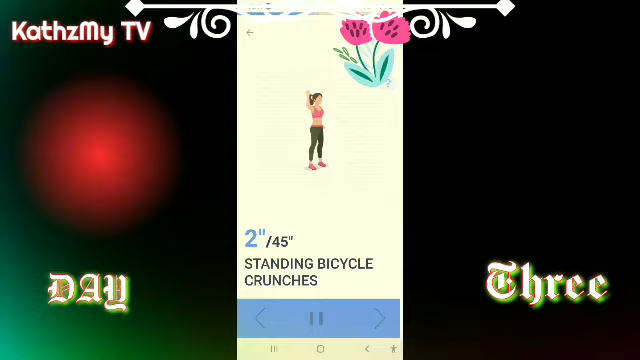 KathzMy TV
2"/45"
STANDING BICYCLE
CRUNCHES
DAY
Three